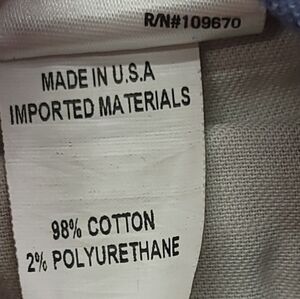 R/N#109670
MADE IN U.S.A
IMPORTED MATERIALS
98% COTTON
2% POLYURETHANE